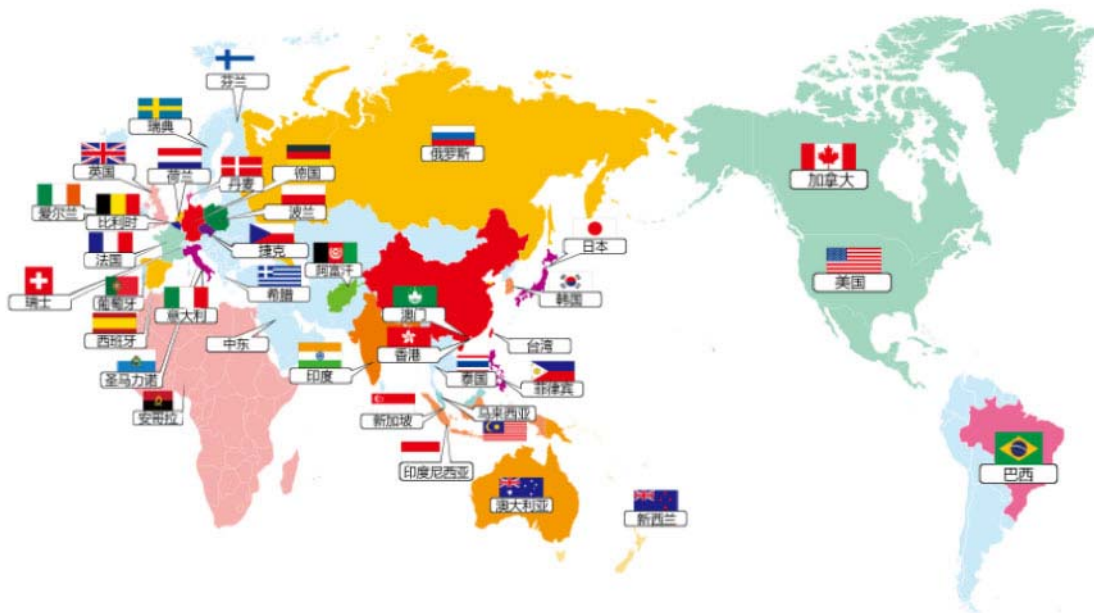 芬兰
瑞典
英国
荷兰
丹麦
德国
俄罗斯
加拿大
爱尔兰
比利时
波兰
法国
捷克
阿富汗
日本
瑞士
葡萄牙
意大利
希腊
澳门
韩国
美国
西班牙
中东
香港
台湾
圣马力诺
印度
泰国
菲律宾
安哥拉
新加坡
马来西亚
印度尼西亚
巴西
澳大利亚
新西兰